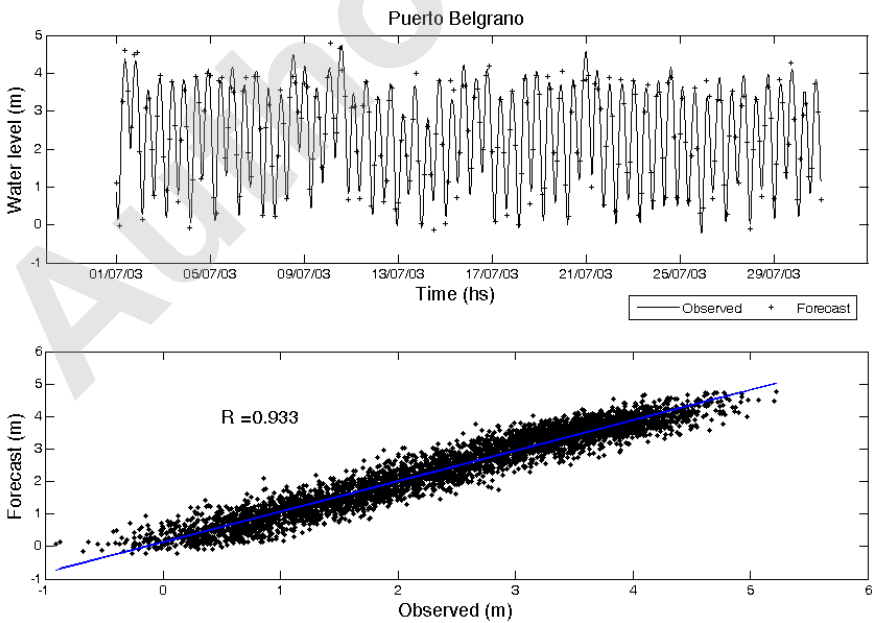 Puerto Belgrano
Water level (m)
5
4
3
2
1
0
-1
01/07/03 05/07/03 09/07/03 13/07/03 17/07/03 21/07/03 25/07/03 29/07/03
Time (hs)
Observed + Forecast
Forecast (m)
6
5
4
3
2
1
0
-1
R =0.933
-1 0 1 2 3 4 5 6
Observed (m)
Autho